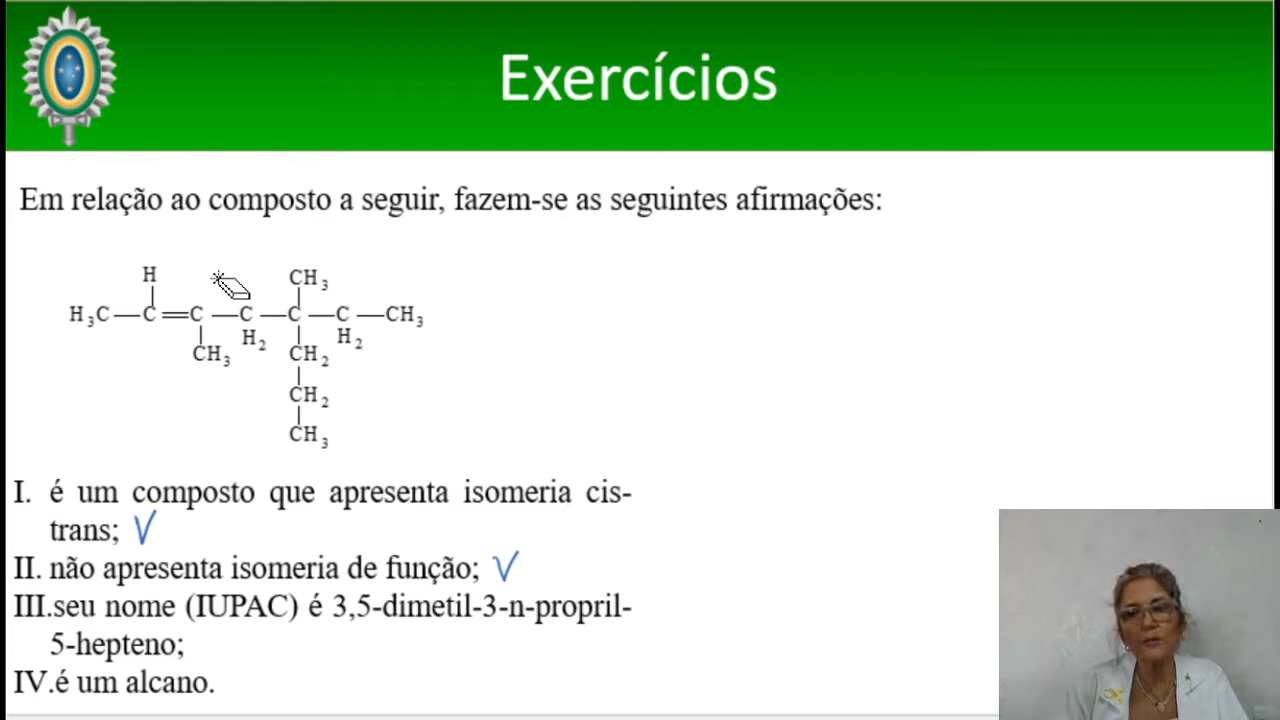 Exercícios
Em relação ao composto a seguir, fazem-se as seguintes afirmações:
H CH3
H3C—C=C—C—C—C—CH3
H2 H2
CH3 CH2
CH2
CH3
I. é um composto que apresenta isomeria cis-
trans; V
II. não apresenta isomeria de função; V
III.seu nome (IUPAC) é 3,5-dimetil-3-n-propril-
5-hepteno;
IV.é um alcano.